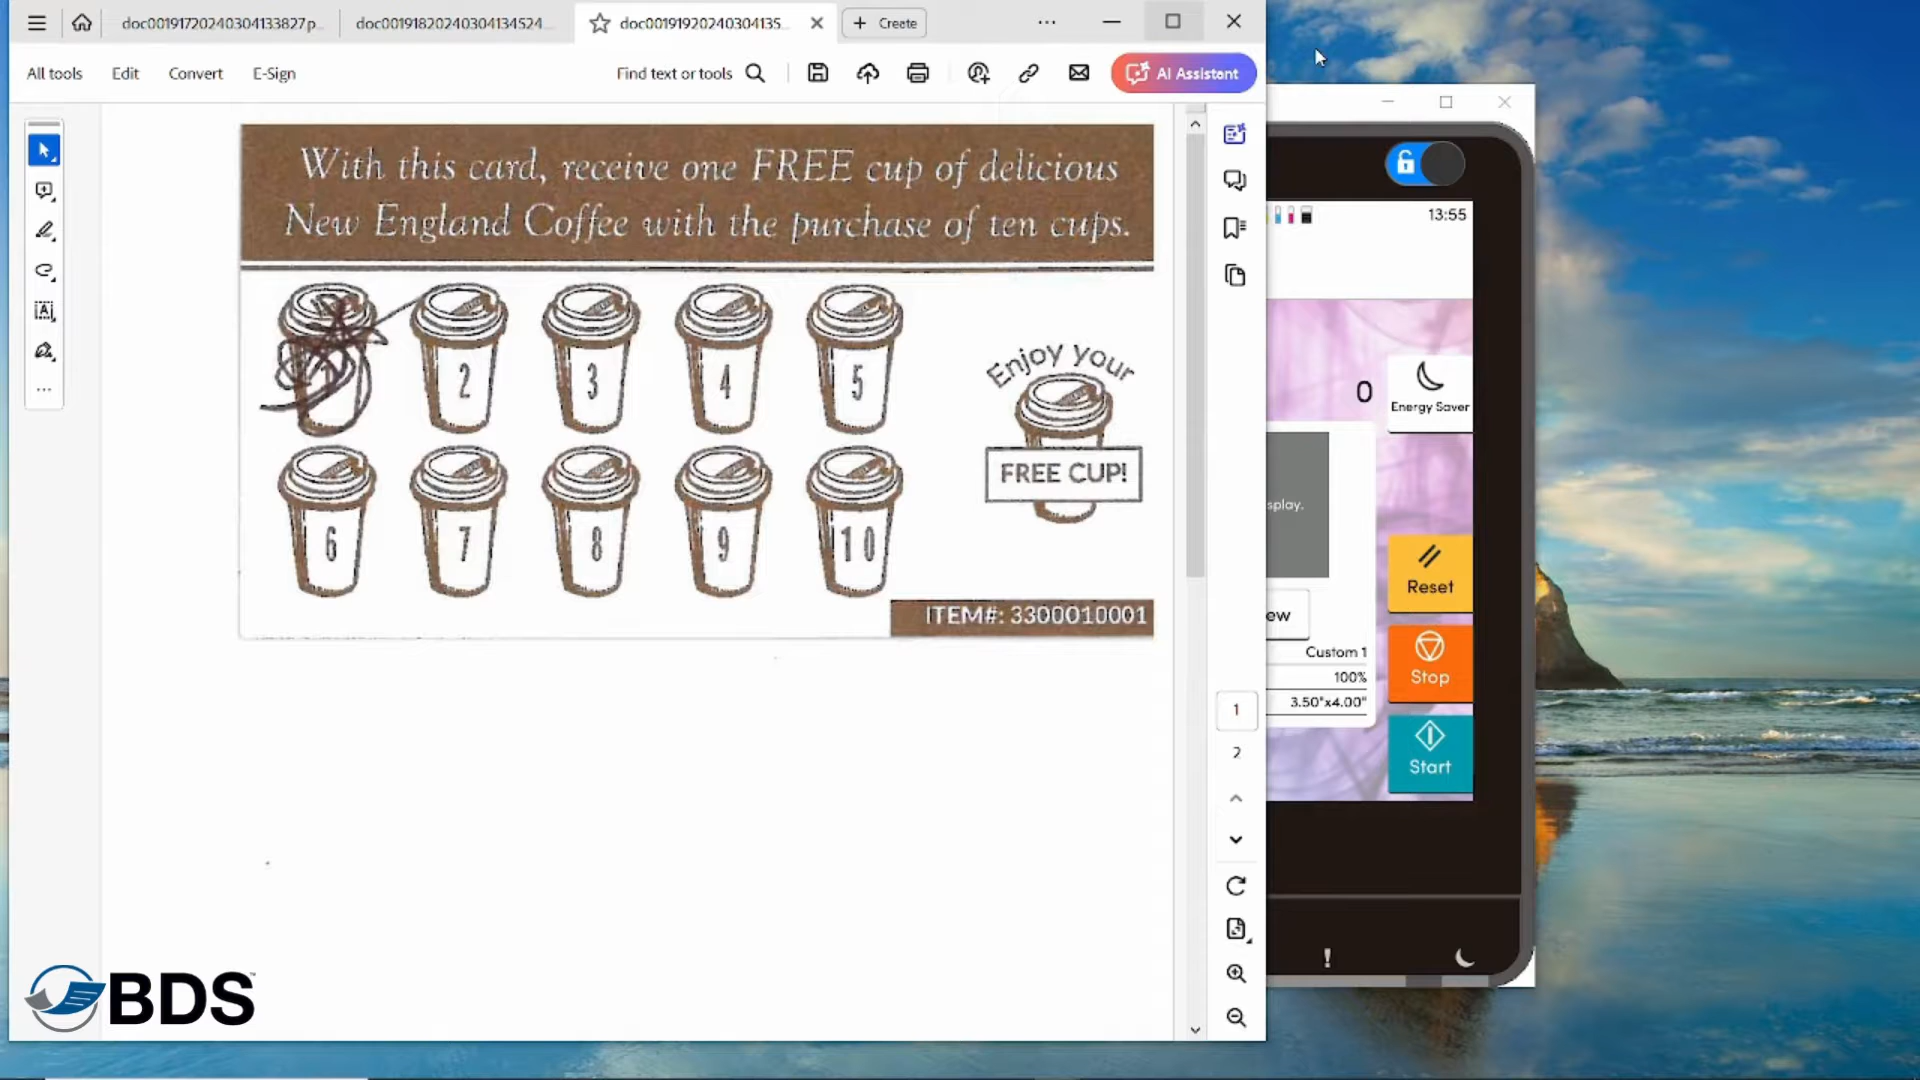 doc00191720240304133827p...
doc00191820240304134524...
doc00191920240304135...
Create
All tools
Edit
Convert
E-Sign
Find text or tools
AI Assistant
With this card, receive one FREE cup of delicious
New England Coffee with the purchase of ten cups.
2
3
4
5
6
7
8
9
10
Enjoy your
FREE CUP!
ITEM#: 3300010001
1
2
13:55
0
Energy Saver
splay.
Reset
ew
Custom 1
100%
3.50"x4.00"
Stop
Start
BDS